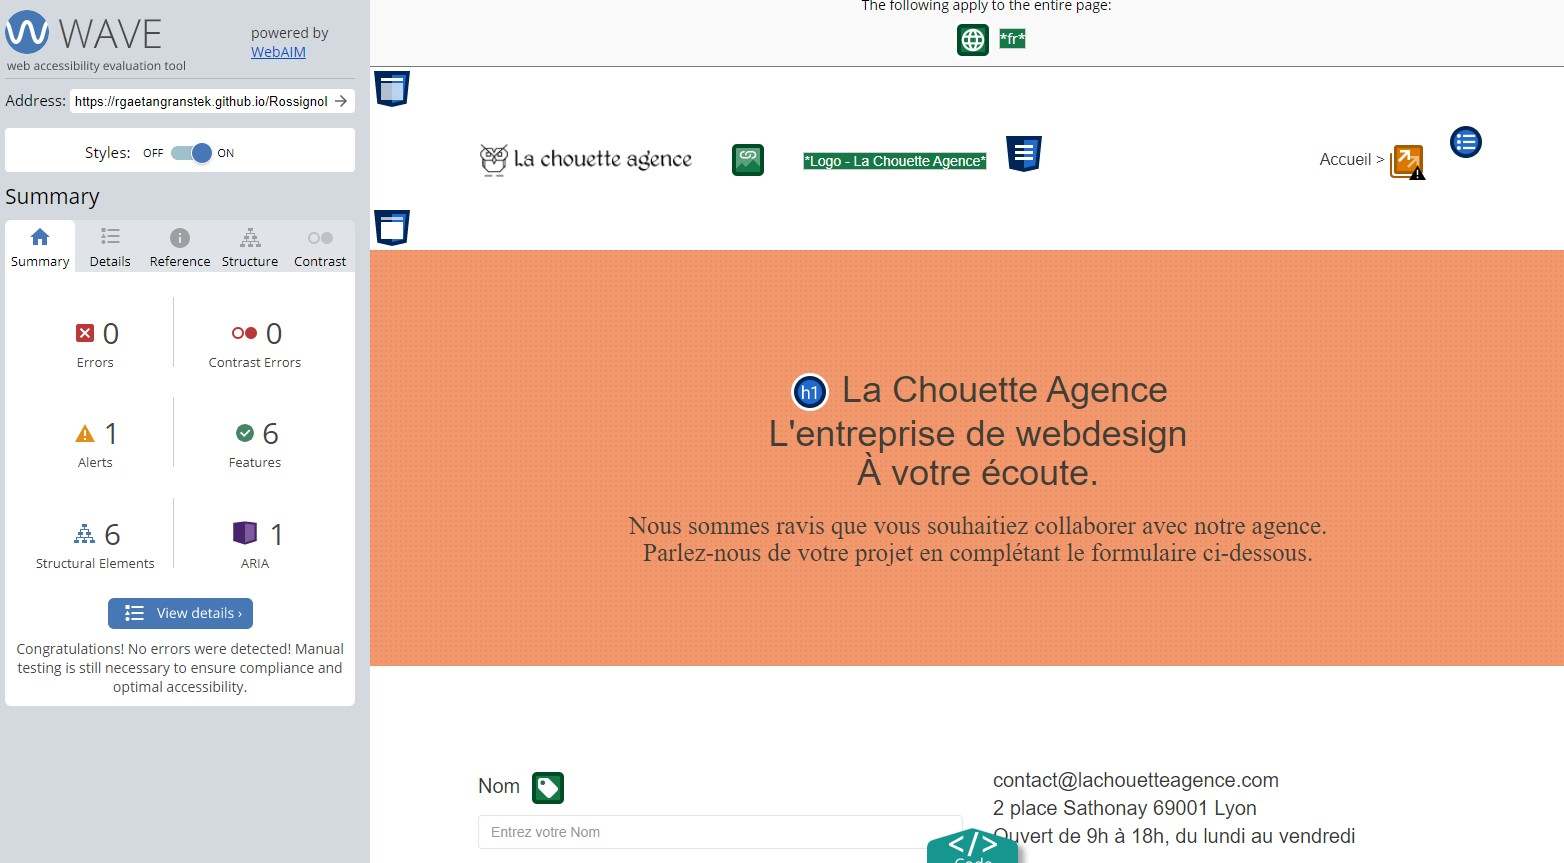 WAVE
powered by
WebAIM
web accessibility evaluation tool
Address: https://rgaetangranstek.github.io/Rossignol
Styles: OFF ON
Summary
Summary Details Reference Structure Contrast
0 0
Errors Contrast Errors
1 6
Alerts Features
6 1
Structural Elements ARIA
View details ›
Congratulations! No errors were detected! Manual
testing is still necessary to ensure compliance and
optimal accessibility.
The following apply to the entire page:
*fr*
La chouette agence
*Logo - La Chouette Agence*
Accueil >
h1 La Chouette Agence
L'entreprise de webdesign
À votre écoute.
Nous sommes ravis que vous souhaitiez collaborer avec notre agence.
Parlez-nous de votre projet en complétant le formulaire ci-dessous.
Nom
Entrez votre Nom
contact@lachouetteagence.com
2 place Sathonay 69001 Lyon
Ouvert de 9h à 18h, du lundi au vendredi
</>
Code